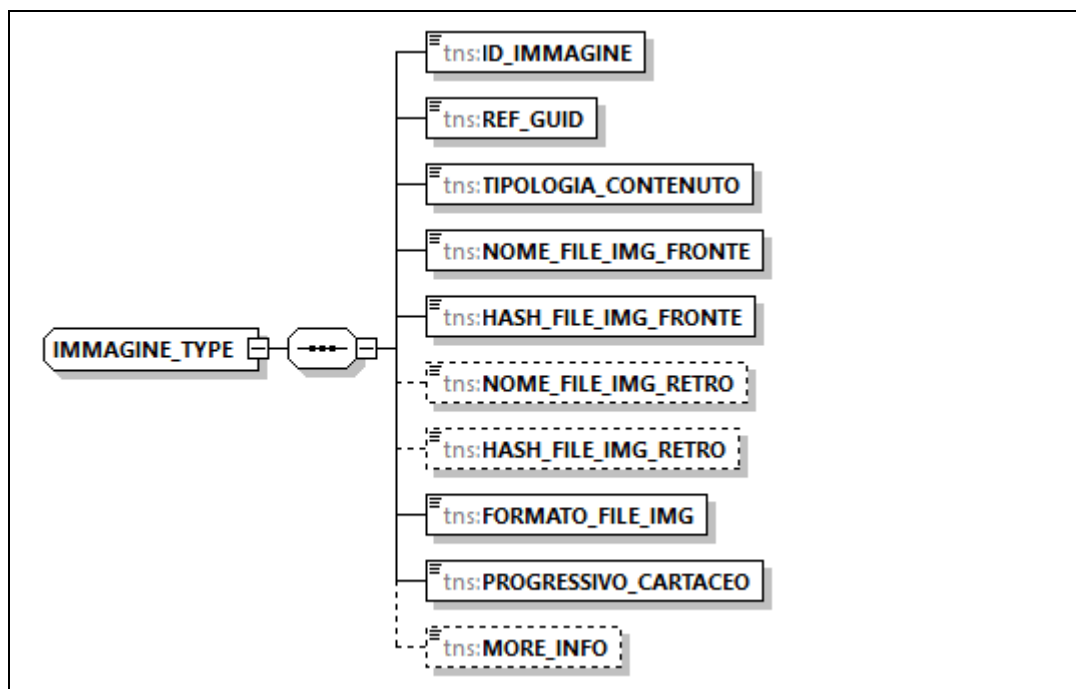 tns:ID_IMMAGINE
tns:REF_GUID
tns:TIPOLOGIA_CONTENUTO
tns:NOME_FILE_IMG_FRONTE
tns:HASH_FILE_IMG_FRONTE
IMMAGINE_TYPE
tns:NOME_FILE_IMG_RETRO
tns:HASH_FILE_IMG_RETRO
tns:FORMATO_FILE_IMG
tns:PROGRESSIVO_CARTACEO
tns:MORE_INFO